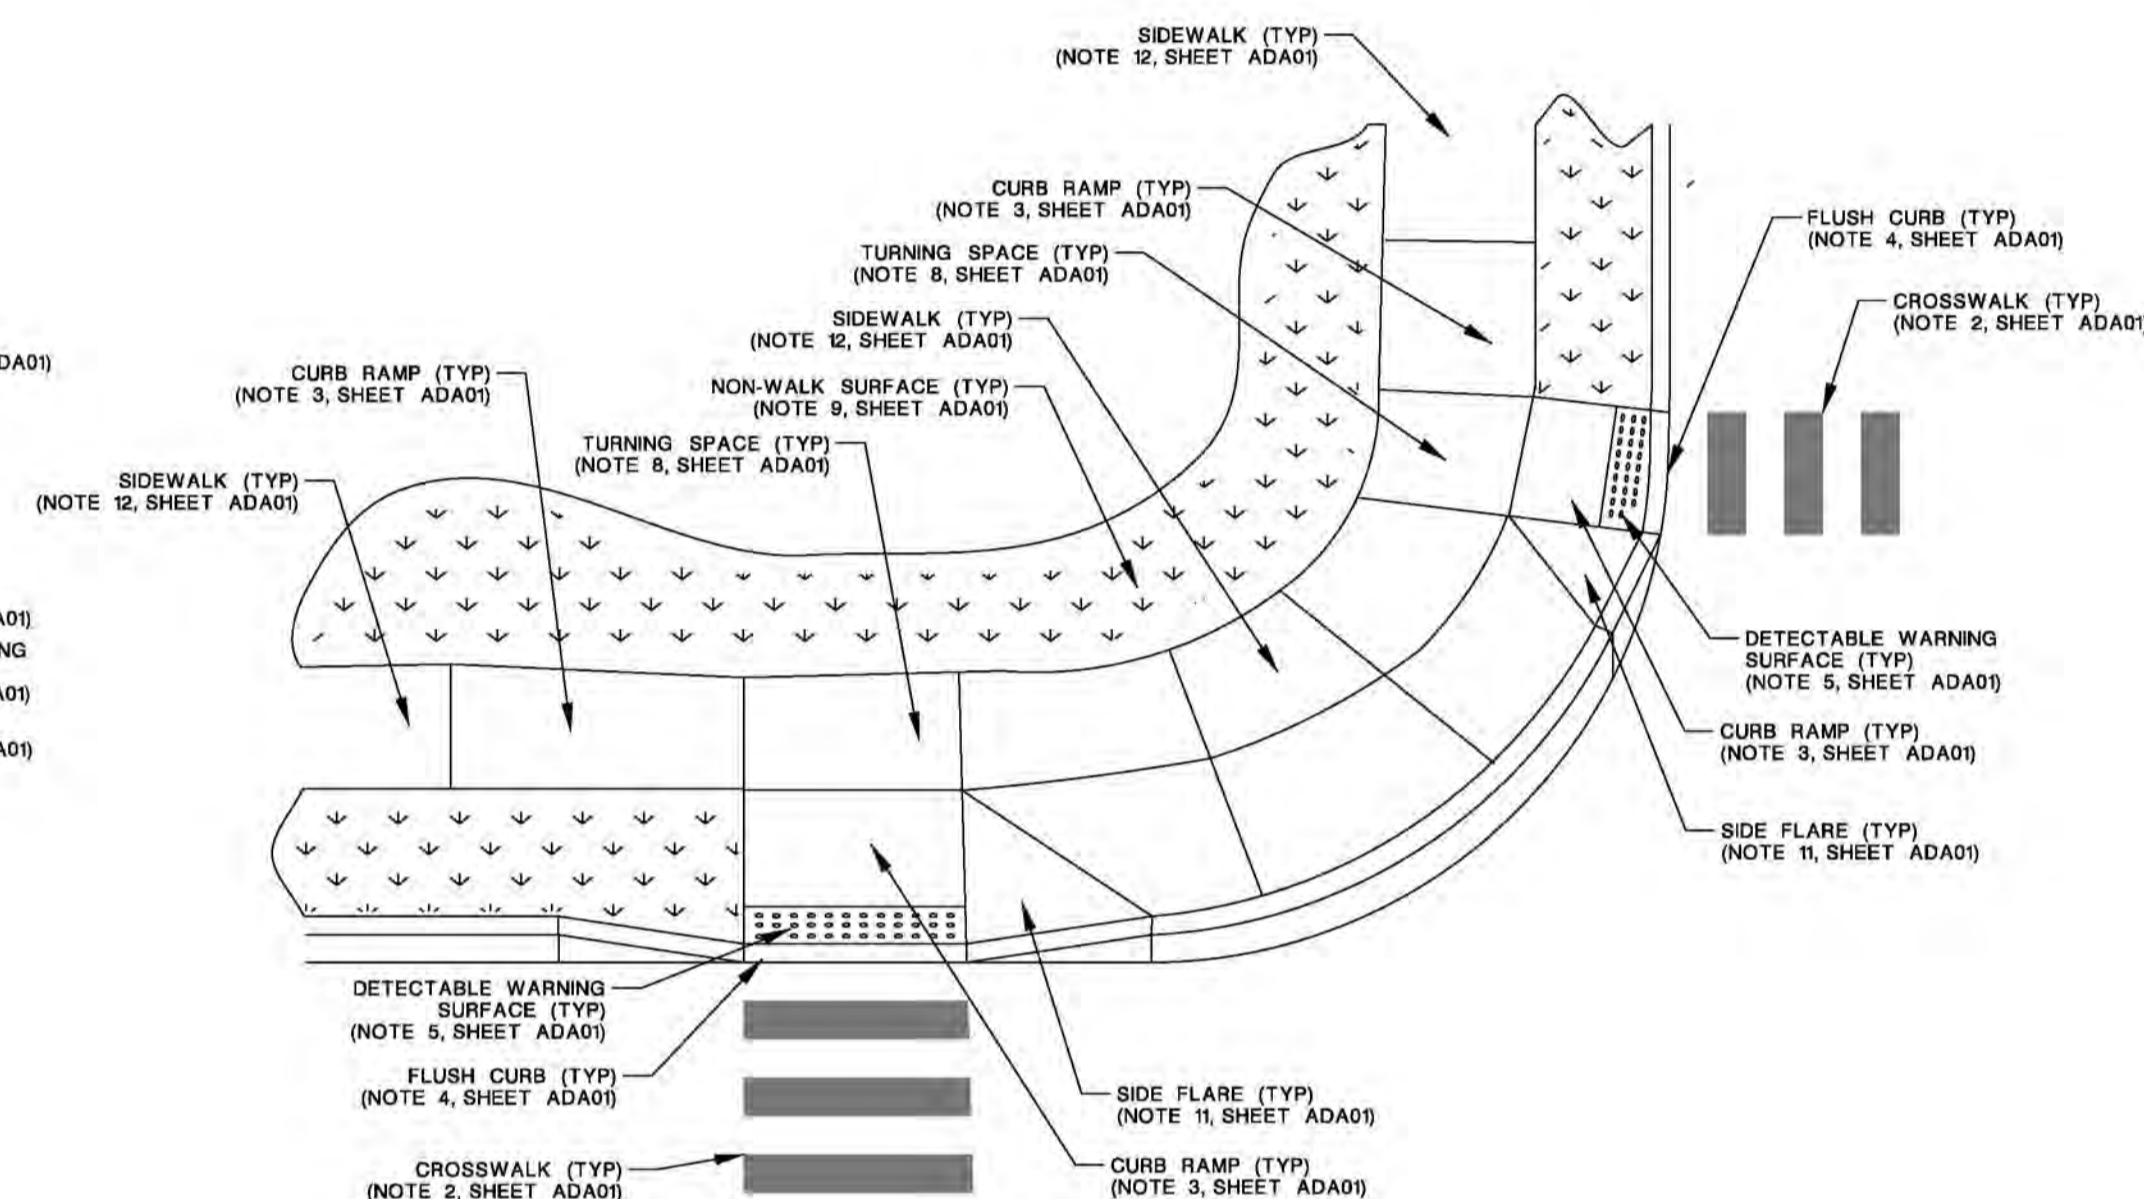 SIDEWALK (TYP)
(NOTE 12, SHEET ADA01)
CURB RAMP (TYP)
(NOTE 3, SHEET ADA01)
TURNING SPACE (TYP)
(NOTE 8, SHEET ADA01)
SIDEWALK (TYP)
(NOTE 12, SHEET ADA01)
NON-WALK SURFACE (TYP)
(NOTE 9, SHEET ADA01)
TURNING SPACE (TYP)
(NOTE 8, SHEET ADA01)
CURB RAMP (TYP)
(NOTE 3, SHEET ADA01)
SIDEWALK (TYP)
(NOTE 12, SHEET ADA01)
DA01)
A01)
NG
A01)
A01)
FLUSH CURB (TYP)
(NOTE 4, SHEET ADA01)
CROSSWALK (TYP)
(NOTE 2, SHEET ADA01)
DETECTABLE WARNING
SURFACE (TYP)
(NOTE 5, SHEET ADA01)
CURB RAMP (TYP)
(NOTE 3, SHEET ADA01)
SIDE FLARE (TYP)
(NOTE 11, SHEET ADA01)
DETECTABLE WARNING
SURFACE (TYP)
(NOTE 5, SHEET ADA01)
FLUSH CURB (TYP)
(NOTE 4, SHEET ADA01)
CROSSWALK (TYP)
(NOTE 2, SHEET ADA01)
SIDE FLARE (TYP)
(NOTE 11, SHEET ADA01)
CURB RAMP (TYP)
(NOTE 3, SHEET ADA01)